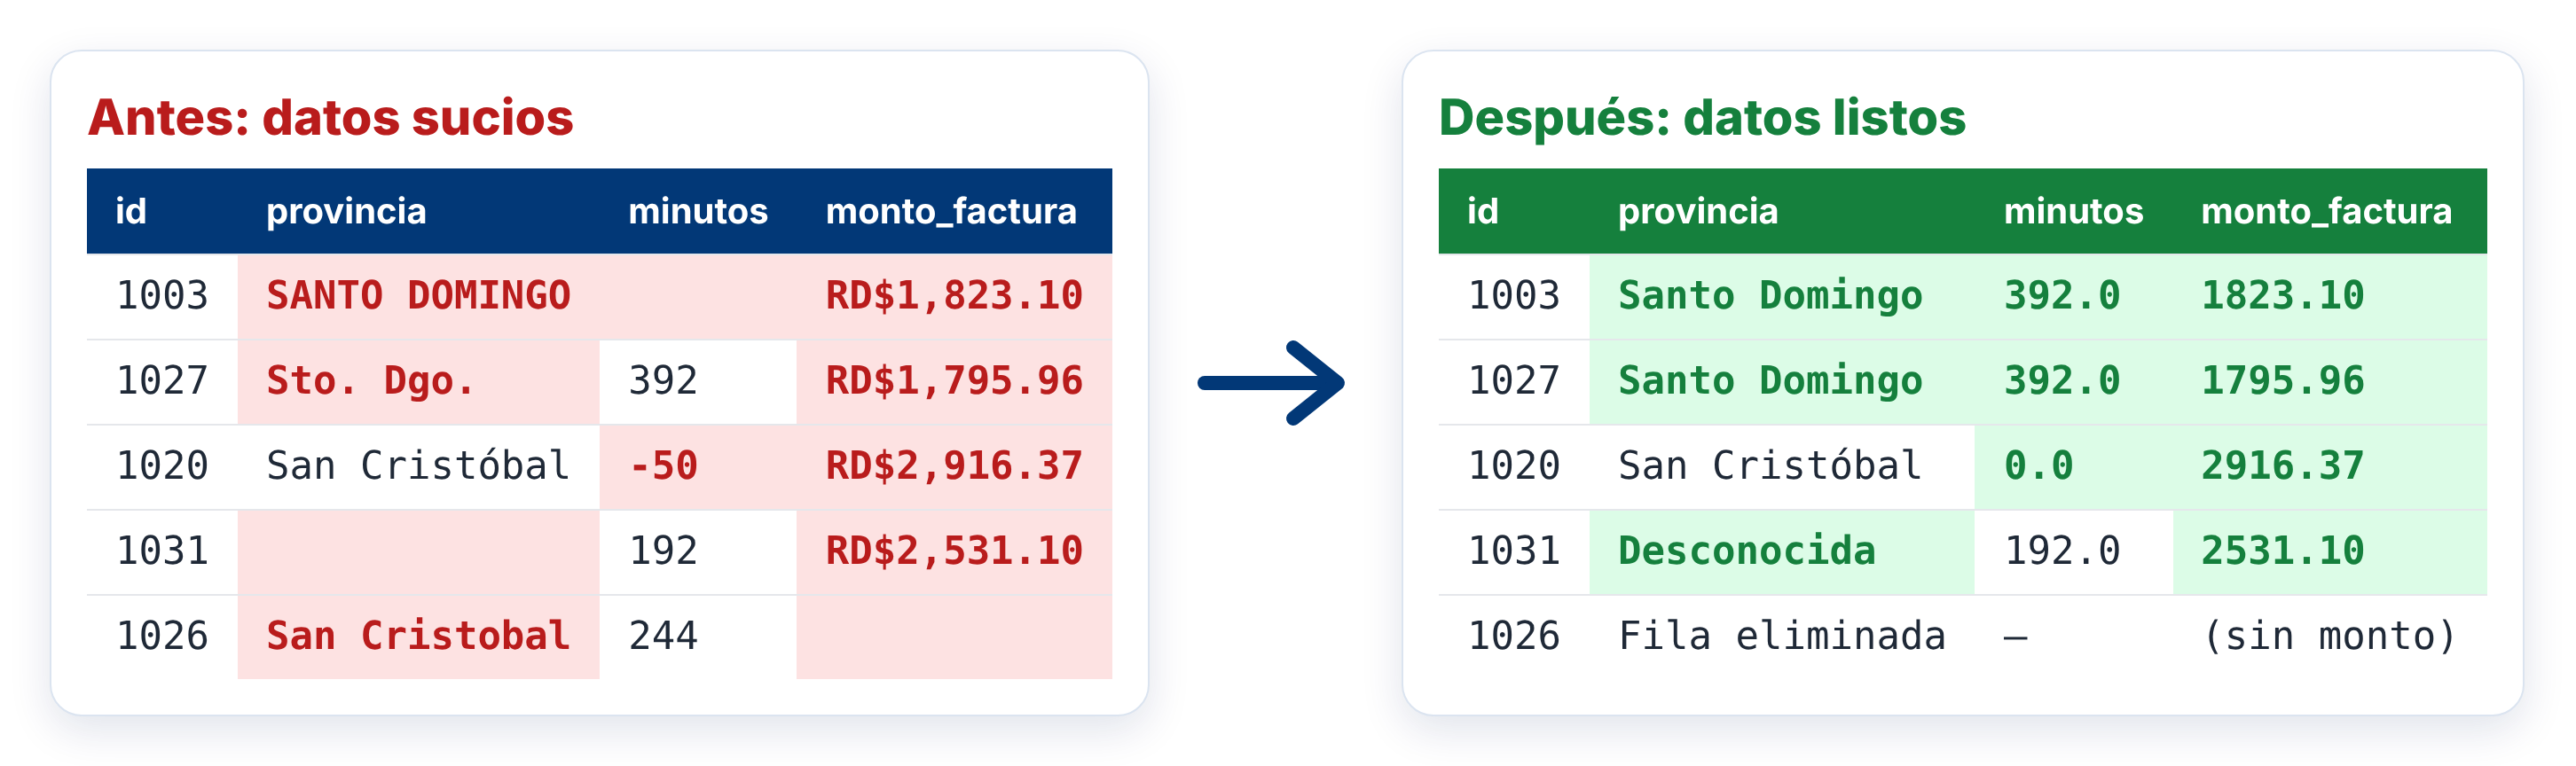 Antes: datos sucios
id provincia minutos monto_factura
1003 SANTO DOMINGO RD$1,823.10
1027 Sto. Dgo. 392 RD$1,795.96
1020 San Cristóbal -50 RD$2,916.37
1031 192 RD$2,531.10
1026 San Cristobal 244
Después: datos listos
id provincia minutos monto_factura
1003 Santo Domingo 392.0 1823.10
1027 Santo Domingo 392.0 1795.96
1020 San Cristóbal 0.0 2916.37
1031 Desconocida 192.0 2531.10
1026 Fila eliminada — (sin monto)